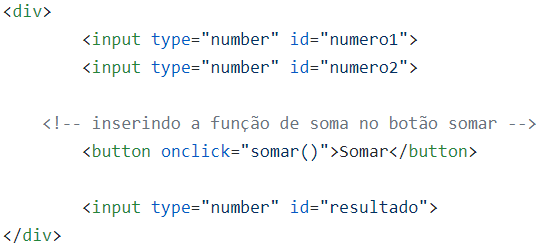 <div>
<input type="number" id="numero1">
<input type="number" id="numero2">
<!-- inserindo a função de soma no botão somar -->
<button onclick="somar()">Somar</button>
<input type="number" id="resultado">
</div>